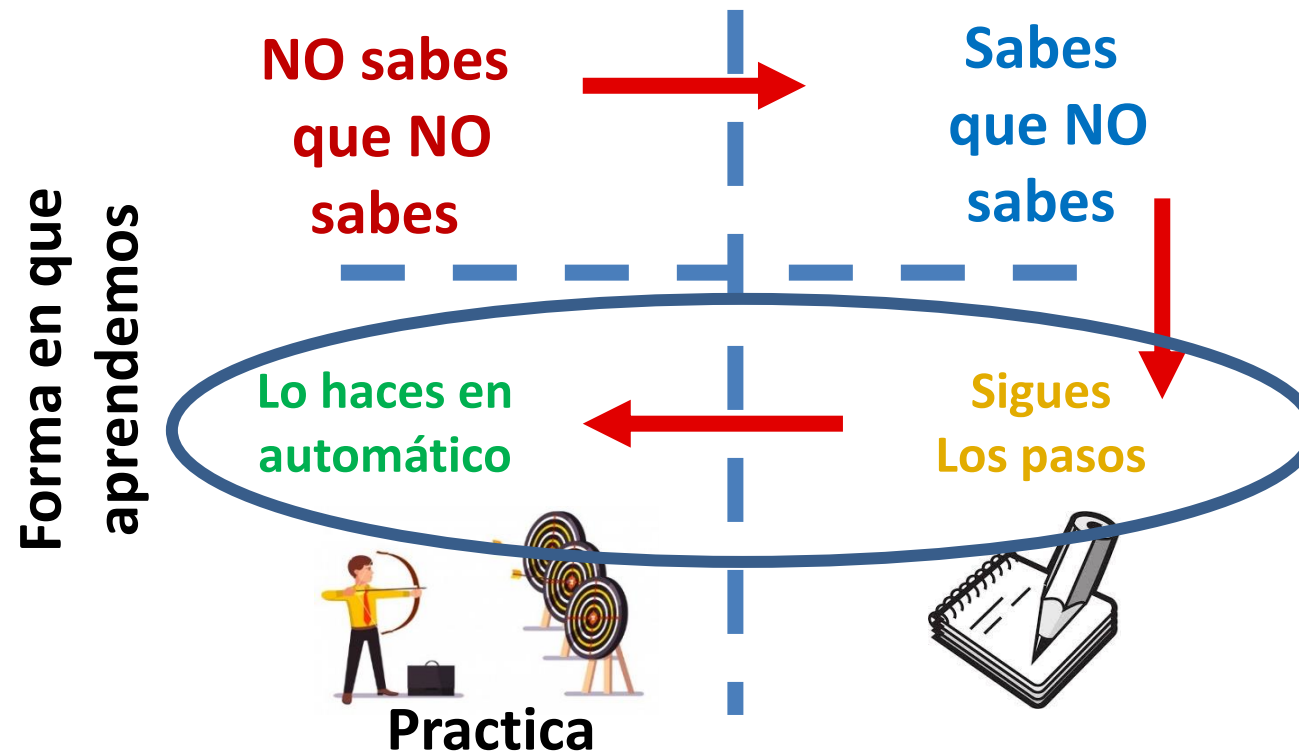 Forma en que
aprendemos
NO sabes
que NO
sabes
Sabes
que NO
sabes
Lo haces en
automático
Sigues
Los pasos
Practica